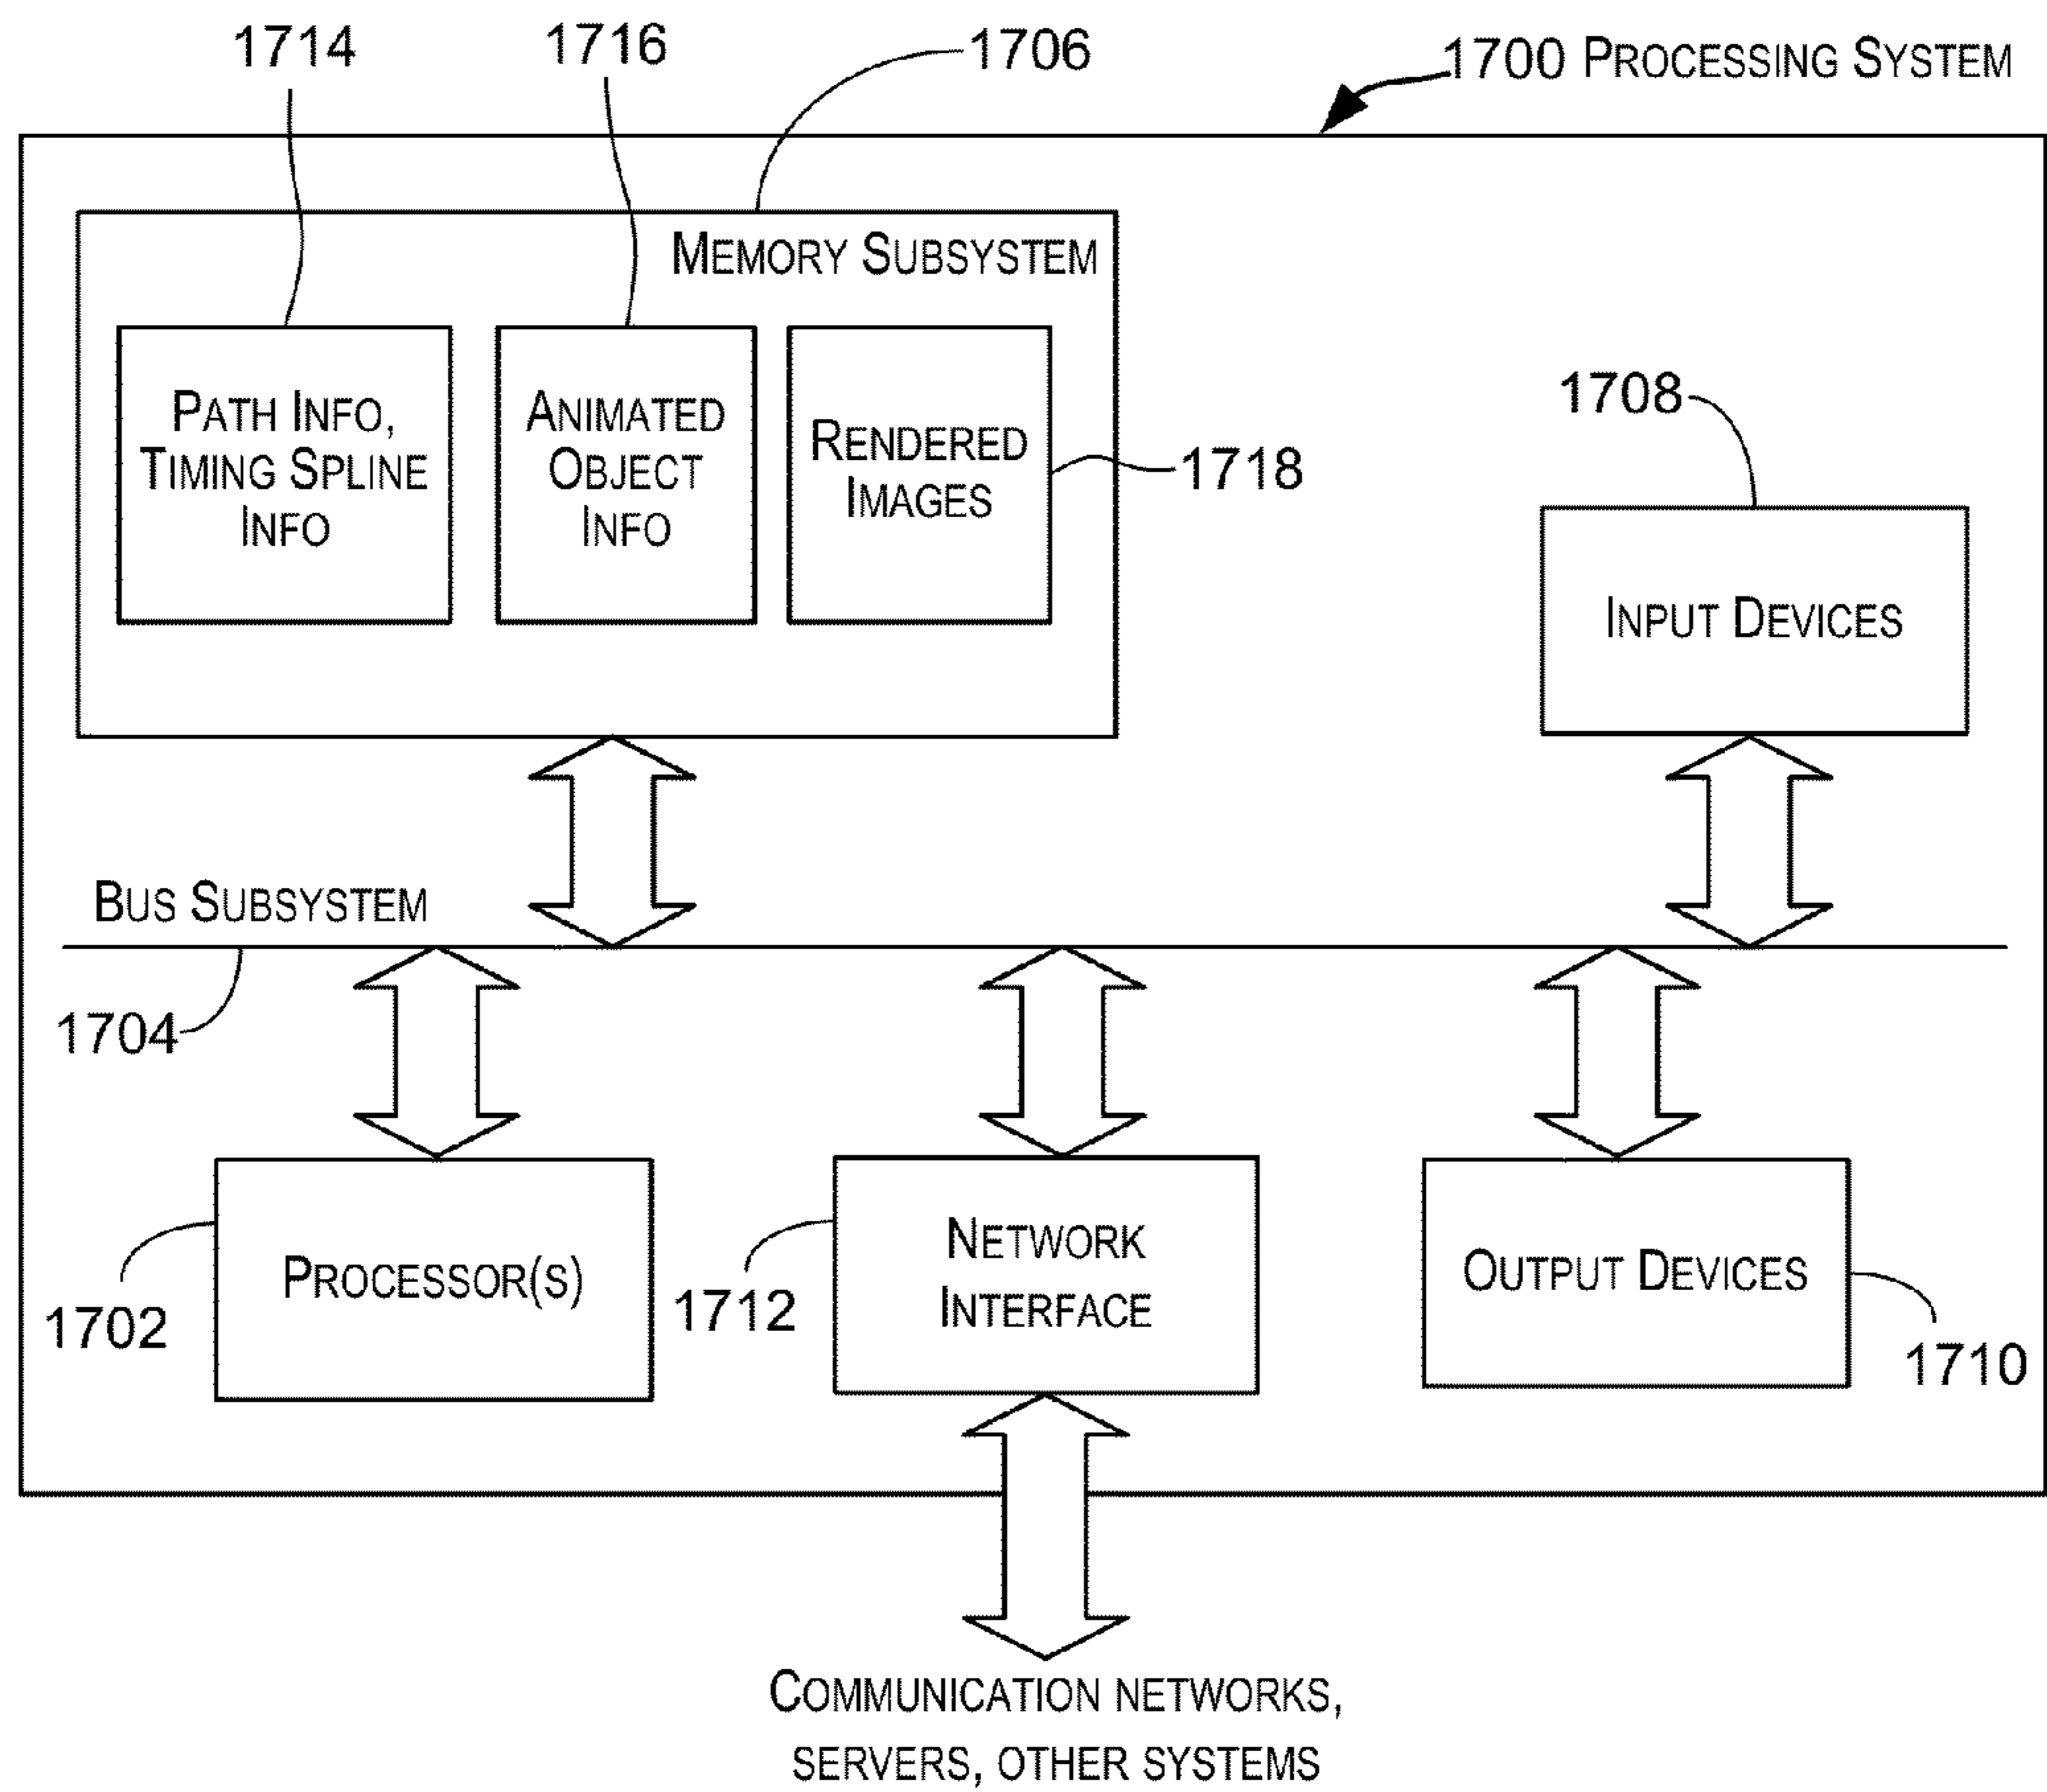 1714
1716
1706
1700 PROCESSING SYSTEM
MEMORY SUBSYSTEM
PATH INFO,
TIMING SPLINE
INFO
ANIMATED
OBJECT
INFO
RENDERED
IMAGES
1718
1708
INPUT DEVICES
BUS SUBSYSTEM
1704
PROCESSOR(S)
1702
NETWORK
INTERFACE
1712
OUTPUT DEVICES
1710
COMMUNICATION NETWORKS,
SERVERS, OTHER SYSTEMS